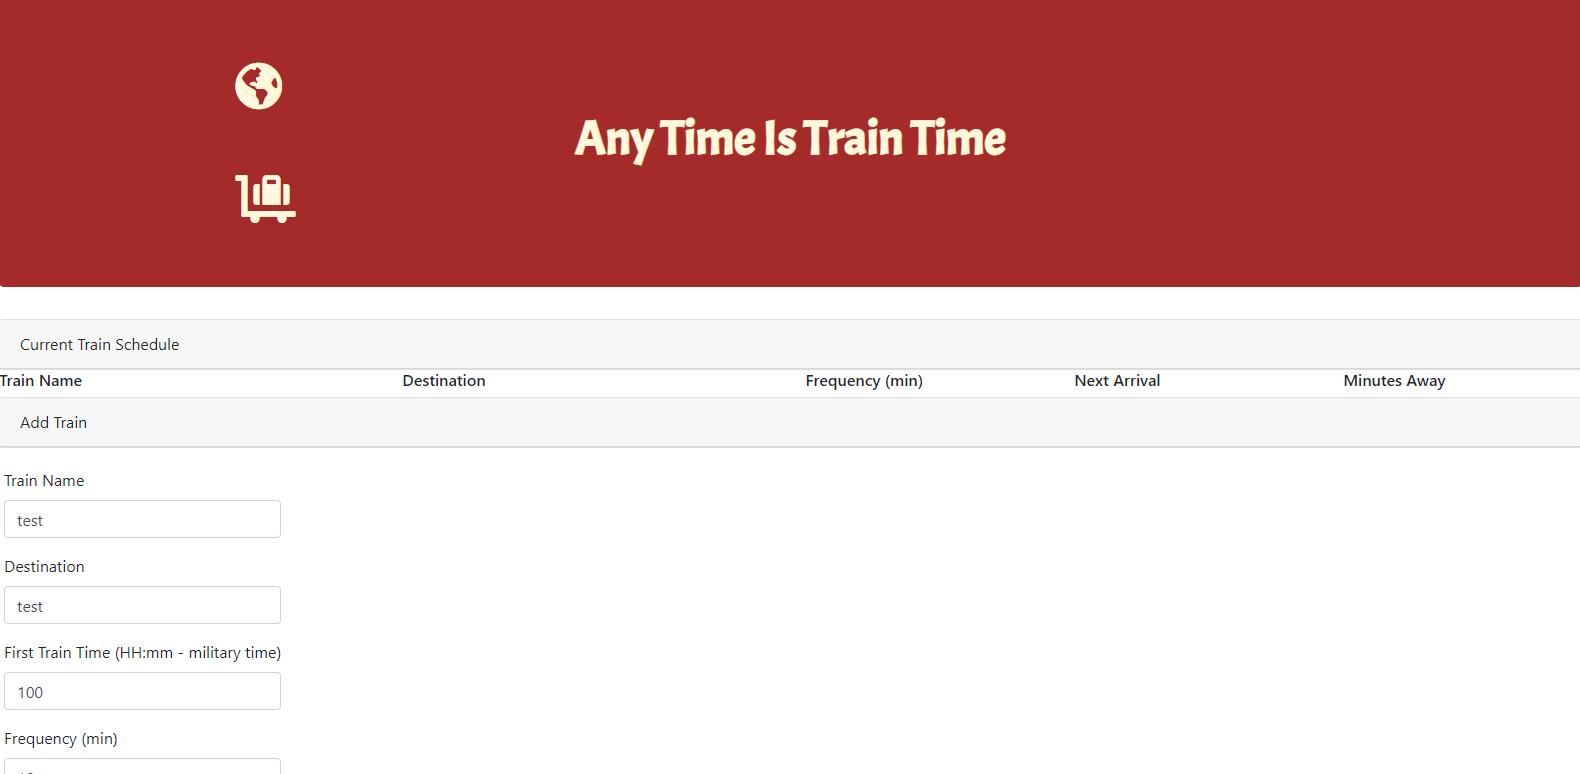 Any Time Is Train Time
Current Train Schedule
Train Name Destination Frequency (min) Next Arrival Minutes Away
Add Train
Train Name
test
Destination
test
First Train Time (HH:mm - military time)
100
Frequency (min)